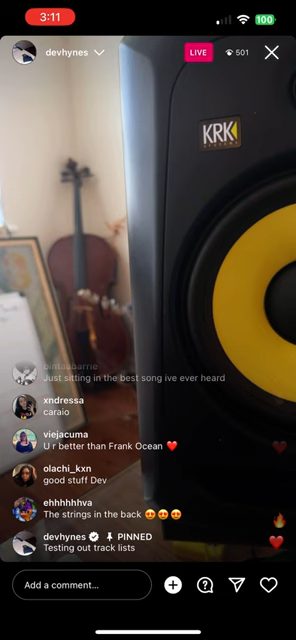 3:11
100
devhynes
LIVE
501
KRK
SYSTEMS
Just sitting in the best song ive ever heard
xndressa
caraio
viejacuma
U r better than Frank Ocean ❤️
olachi_kxn
good stuff Dev
ehhhhhhva
The strings in the back 😍😍😍
devhynes PINNED
Testing out track lists
Add a comment...